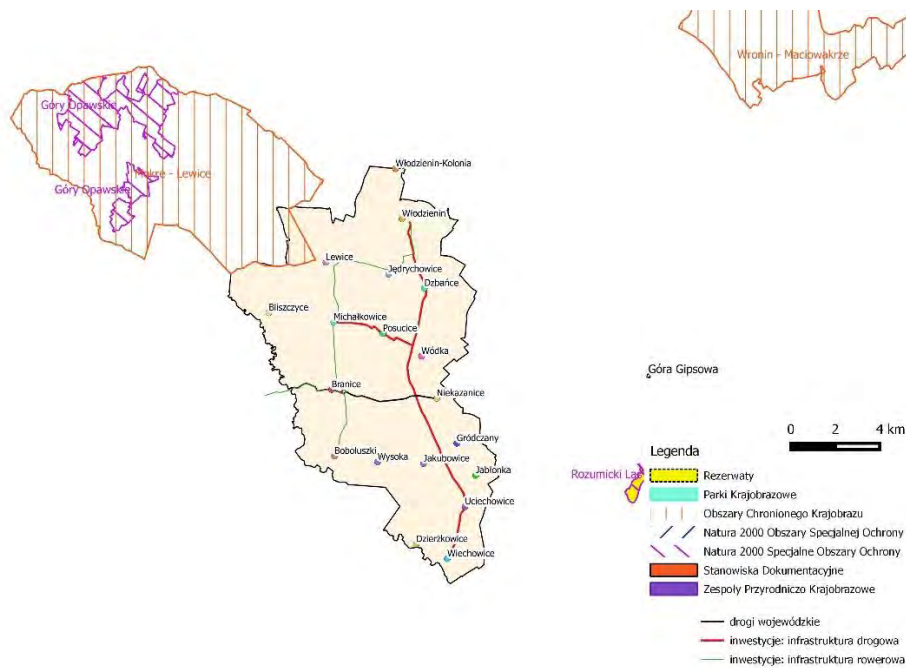 Wronin - Maciowakrze
Góry Opawskie
Mokre - Lewice
Góry Opawskie
Włodzienin-Kolonia
Włodzienin
Lewice
Jędrychowice
Dzbańce
Bliszczyce
Michałkowice
Posucice
Wódka
Góra Gipsowa
Branice
Niekazanice
0 2 4 km
Gródczany
Boboluszki
Wysoka
Jakubowice
Jabłonka
Rozumicki Las
Uciechowice
Dzierżkowice
Wiechowice
Legenda
Rezerwaty
Parki Krajobrazowe
Obszary Chronionego Krajobrazu
Natura 2000 Obszary Specjalnej Ochrony
Natura 2000 Specjalne Obszary Ochrony
Stanowiska Dokumentacyjne
Zespoły Przyrodniczo Krajobrazowe
drogi wojewódzkie
inwestycje: infrastruktura drogowa
inwestycje: infrastruktura rowerowa